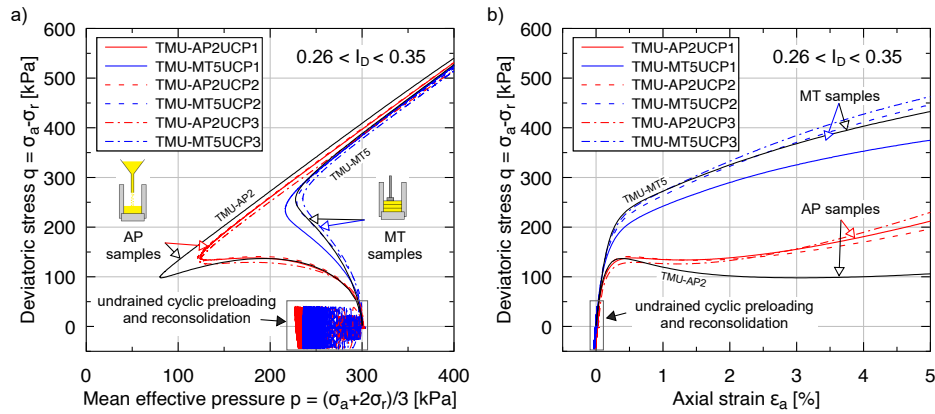 a)
Deviatoric stress q = σa-σr [kPa]
600
500
400
300
200
100
0
TMU-AP2UCP1
TMU-MT5UCP1
TMU-AP2UCP2
TMU-MT5UCP2
TMU-AP2UCP3
TMU-MT5UCP3
0.26 < ID < 0.35
TMU-AP2
TMU-MT5
AP
samples
MT
samples
undrained cyclic preloading
and reconsolidation
0
100
200
300
400
Mean effective pressure p = (σa+2σr)/3 [kPa]
b)
Deviatoric stress q = σa-σr [kPa]
600
500
400
300
200
100
0
TMU-AP2UCP1
TMU-MT5UCP1
TMU-AP2UCP2
TMU-MT5UCP2
TMU-AP2UCP3
TMU-MT5UCP3
0.26 < ID < 0.35
MT samples
TMU-MT5
AP samples
TMU-AP2
undrained cyclic preloading
and reconsolidation
0
1
2
3
4
5
Axial strain εa [%]